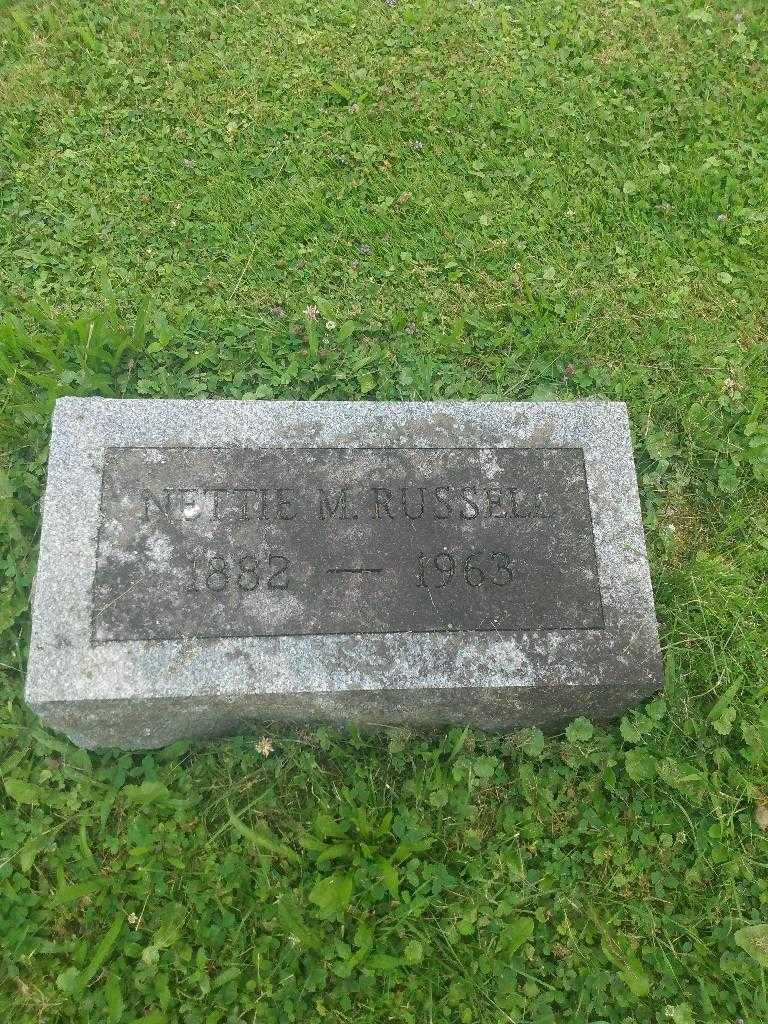 NETTIE M. RUSSELL
1882 — 1963